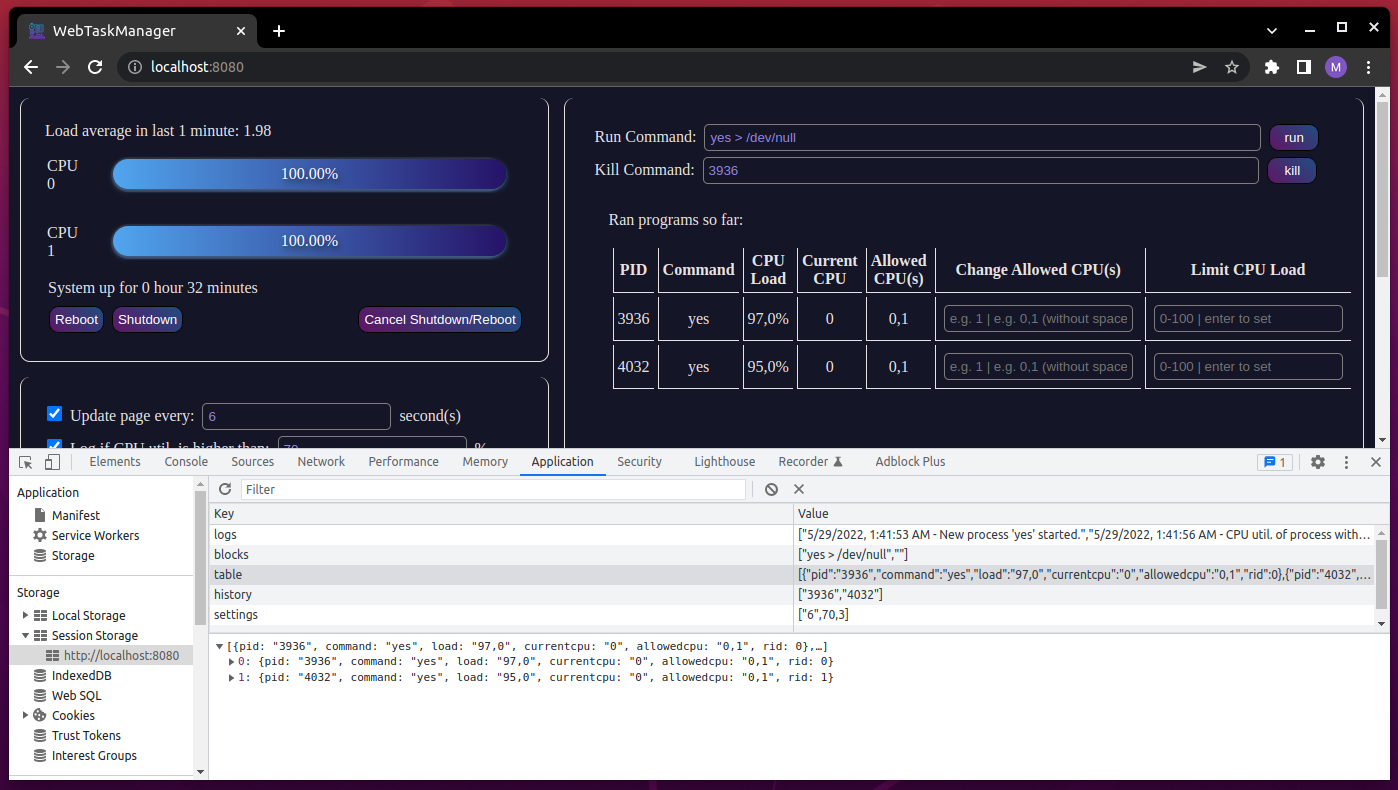 WebTaskManager
localhost:8080
M
Load average in last 1 minute: 1.98
CPU 0
100.00%
CPU 1
100.00%
System up for 0 hour 32 minutes
Reboot
Shutdown
Cancel Shutdown/Reboot
Update page every: 6 second(s)
Log if CPU util. is higher than: 70 %
Run Command: yes > /dev/null run
Kill Command: 3936 kill
Ran programs so far:
PID Command CPU Load Current CPU Allowed CPU(s) Change Allowed CPU(s) Limit CPU Load
3936 yes 97,0% 0 0,1 e.g. 1 | e.g. 0,1 (without space 0-100 | enter to set
4032 yes 95,0% 0 0,1 e.g. 1 | e.g. 0,1 (without space 0-100 | enter to set
Elements Console Sources Network Performance Memory Application Security Lighthouse Recorder Adblock Plus 1
Application
Manifest
Service Workers
Storage
Storage
Local Storage
Session Storage
http://localhost:8080
IndexedDB
Web SQL
Cookies
Trust Tokens
Interest Groups
Filter
Key Value
logs ["5/29/2022, 1:41:53 AM - New process 'yes' started.","5/29/2022, 1:41:56 AM - CPU util. of process with…
blocks ["yes > /dev/null",""]
table [{"pid":"3936","command":"yes","load":"97,0","currentcpu":"0","allowedcpu":"0,1","rid":0},{"pid":"4032",…
history ["3936","4032"]
settings ["6",70,3]
[{pid: "3936", command: "yes", load: "97,0", currentcpu: "0", allowedcpu: "0,1", rid: 0},…]
0: {pid: "3936", command: "yes", load: "97,0", currentcpu: "0", allowedcpu: "0,1", rid: 0}
1: {pid: "4032", command: "yes", load: "95,0", currentcpu: "0", allowedcpu: "0,1", rid: 1}